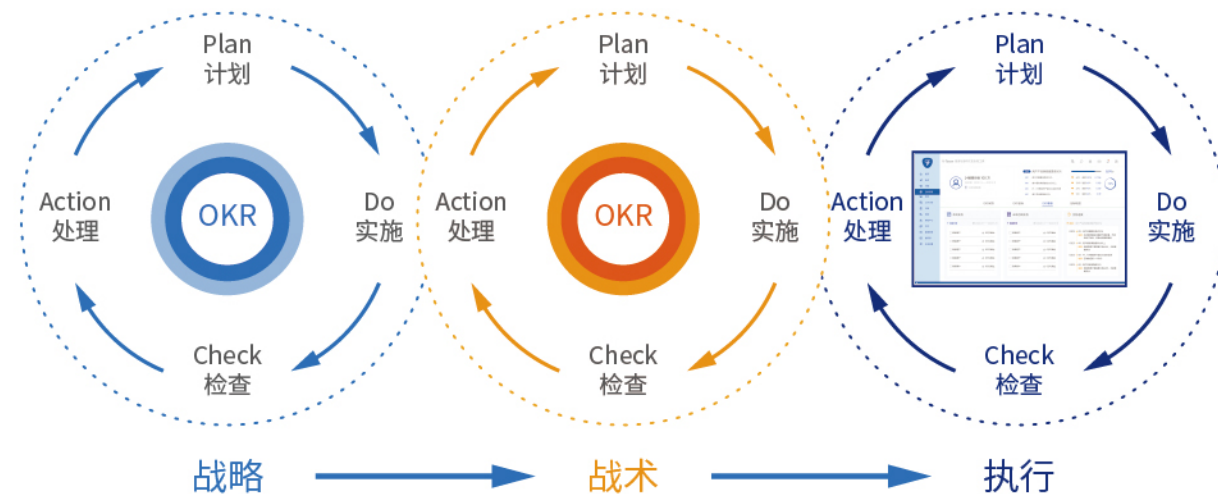 Plan
计划
Action
处理
OKR
Do
实施
Check
检查
Plan
计划
Action
处理
OKR
Do
实施
Check
检查
Plan
计划
Action
处理
Do
实施
Check
检查
战略
战术
执行